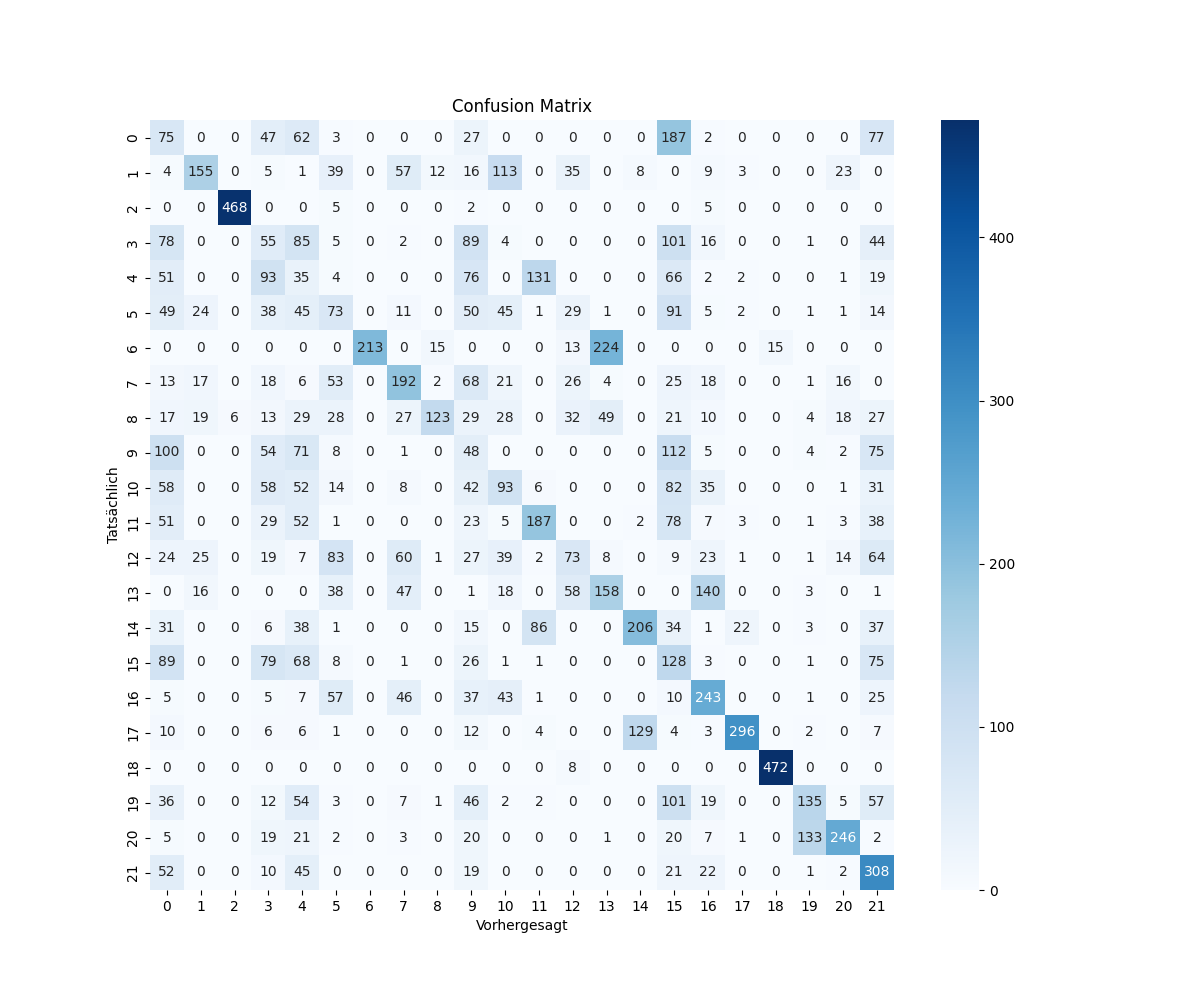 Confusion Matrix
0 75 0 0 47 62 3 0 0 0 27 0 0 0 0 0 187 2 0 0 0 0 77
1 4 155 0 5 1 39 0 57 12 16 113 0 35 0 8 0 9 3 0 0 23 0
2 0 0 468 0 0 5 0 0 0 2 0 0 0 0 0 0 5 0 0 0 0 0
3 78 0 0 55 85 5 0 2 0 89 4 0 0 0 0 101 16 0 0 1 0 44
4 51 0 0 93 35 4 0 0 0 76 0 131 0 0 0 66 2 2 0 0 1 19
5 49 24 0 38 45 73 0 11 0 50 45 1 29 1 0 91 5 2 0 1 1 14
6 0 0 0 0 0 0 213 0 15 0 0 0 13 224 0 0 0 0 15 0 0 0
7 13 17 0 18 6 53 0 192 2 68 21 0 26 4 0 25 18 0 0 1 16 0
8 17 19 6 13 29 28 0 27 123 29 28 0 32 49 0 21 10 0 0 4 18 27
9 100 0 0 54 71 8 0 1 0 48 0 0 0 0 0 112 5 0 0 4 2 75
10 58 0 0 58 52 14 0 8 0 42 93 6 0 0 0 82 35 0 0 0 1 31
11 51 0 0 29 52 1 0 0 0 23 5 187 0 0 2 78 7 3 0 1 3 38
12 24 25 0 19 7 83 0 60 1 27 39 2 73 8 0 9 23 1 0 1 14 64
13 0 16 0 0 0 38 0 47 0 1 18 0 58 158 0 0 140 0 0 3 0 1
14 31 0 0 6 38 1 0 0 0 15 0 86 0 0 206 34 1 22 0 3 0 37
15 89 0 0 79 68 8 0 1 0 26 1 1 0 0 0 128 3 0 0 1 0 75
16 5 0 0 5 7 57 0 46 0 37 43 1 0 0 0 10 243 0 0 1 0 25
17 10 0 0 6 6 1 0 0 0 12 0 4 0 0 129 4 3 296 0 2 0 7
18 0 0 0 0 0 0 0 0 0 0 0 0 8 0 0 0 0 0 472 0 0 0
19 36 0 0 12 54 3 0 7 1 46 2 2 0 0 0 101 19 0 0 135 5 57
20 5 0 0 19 21 2 0 3 0 20 0 0 0 1 0 20 7 1 0 133 246 2
21 52 0 0 10 45 0 0 0 0 19 0 0 0 0 0 21 22 0 0 1 2 308
0 1 2 3 4 5 6 7 8 9 10 11 12 13 14 15 16 17 18 19 20 21
Vorhergesagt
Tatsächlich
400
300
200
100
0